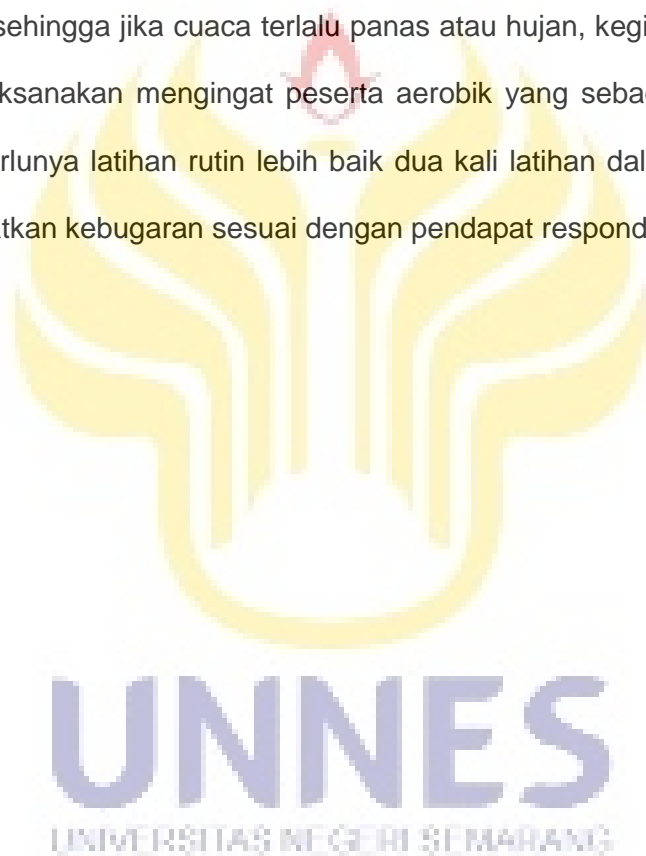 sehingga jika cuaca terlalu panas atau hujan, kegi
ksanakan mengingat peserta aerobik yang seba
rlunya latihan rutin lebih baik dua kali latihan dal
tkan kebugaran sesuai dengan pendapat respond
UNNES
UNIVERSITAS NEGERI SEMARANG